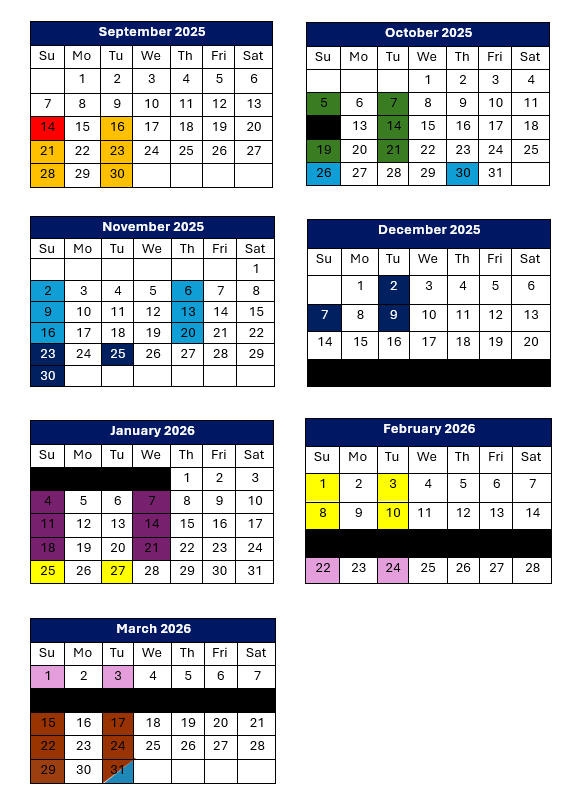 September 2025
Su Mo Tu We Th Fri Sat
1 2 3 4 5 6
7 8 9 10 11 12 13
14 15 16 17 18 19 20
21 22 23 24 25 26 27
28 29 30
October 2025
Su Mo Tu We Th Fri Sat
1 2 3 4
5 6 7 8 9 10 11
13 14 15 16 17 18
19 20 21 22 23 24 25
26 27 28 29 30 31
November 2025
Su Mo Tu We Th Fri Sat
1
2 3 4 5 6 7 8
9 10 11 12 13 14 15
16 17 18 19 20 21 22
23 24 25 26 27 28 29
30
December 2025
Su Mo Tu We Th Fri Sat
1 2 3 4 5 6
7 8 9 10 11 12 13
14 15 16 17 18 19 20
January 2026
Su Mo Tu We Th Fri Sat
1 2 3
4 5 6 7 8 9 10
11 12 13 14 15 16 17
18 19 20 21 22 23 24
25 26 27 28 29 30 31
February 2026
Su Mo Tu We Th Fri Sat
1 2 3 4 5 6 7
8 9 10 11 12 13 14
22 23 24 25 26 27 28
March 2026
Su Mo Tu We Th Fri Sat
1 2 3 4 5 6 7
15 16 17 18 19 20 21
22 23 24 25 26 27 28
29 30 31